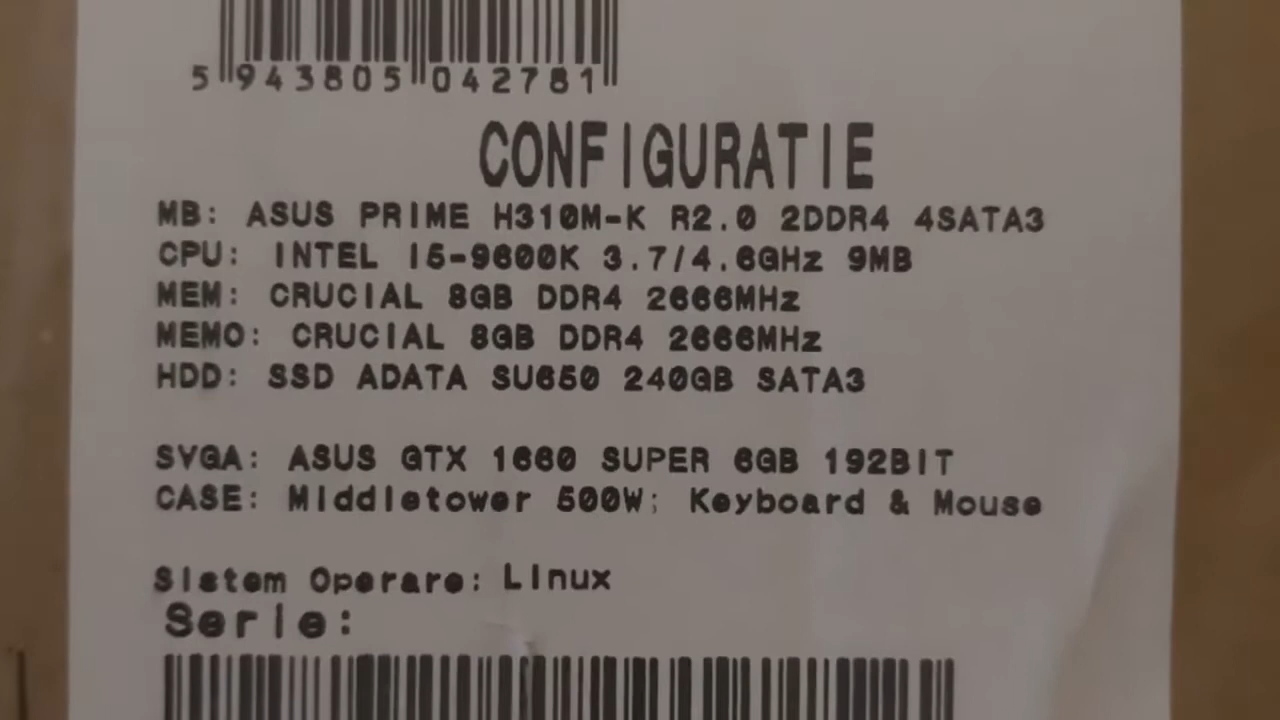 5 943805 042781
CONFIGURATIE
MB: ASUS PRIME H310M-K R2.0 2DDR4 4SATA3
CPU: INTEL I5-9600K 3.7/4.6GHz 9MB
MEM: CRUCIAL 8GB DDR4 2666MHz
MEMO: CRUCIAL 8GB DDR4 2666MHz
HDD: SSD ADATA SU650 240GB SATA3
SVGA: ASUS GTX 1660 SUPER 6GB 192BIT
CASE: Middletower 500W; Keyboard & Mouse
Sistem Operare: Linux
Serie: